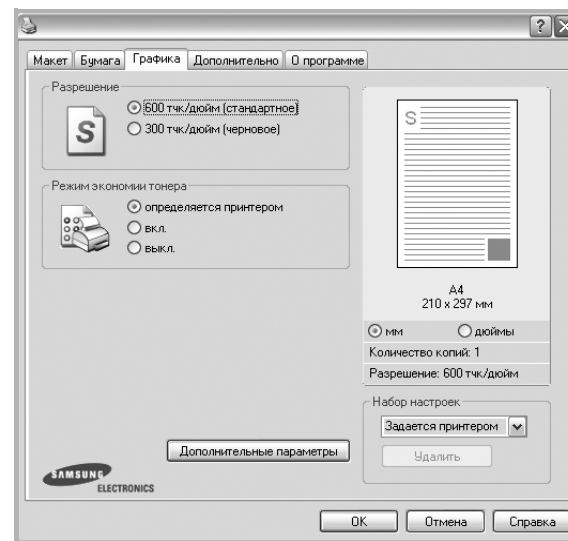 Макет Бумага Графика Дополнительно О программе
Разрешение
S
600 тчк/дюйм (стандартное)
300 тчк/дюйм (черновое)
Режим экономии тонера
определяется принтером
вкл.
выкл.
S
A4
210 x 297 мм
мм дюймы
Количество копий: 1
Разрешение: 600 тчк/дюйм
Набор настроек
Задается принтером
Удалить
Дополнительные параметры
SAMSUNG
ELECTRONICS
OK Отмена Справка